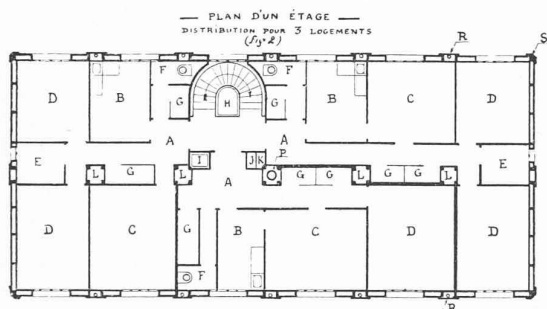 — PLAN D'UN ÉTAGE —
DISTRIBUTION POUR 3 LOGEMENTS
(fig. 2)
R S
F F
D B G H G B C D
A A
E I J K P E
L G L A G G L G G L
D C G B C D D
F
R